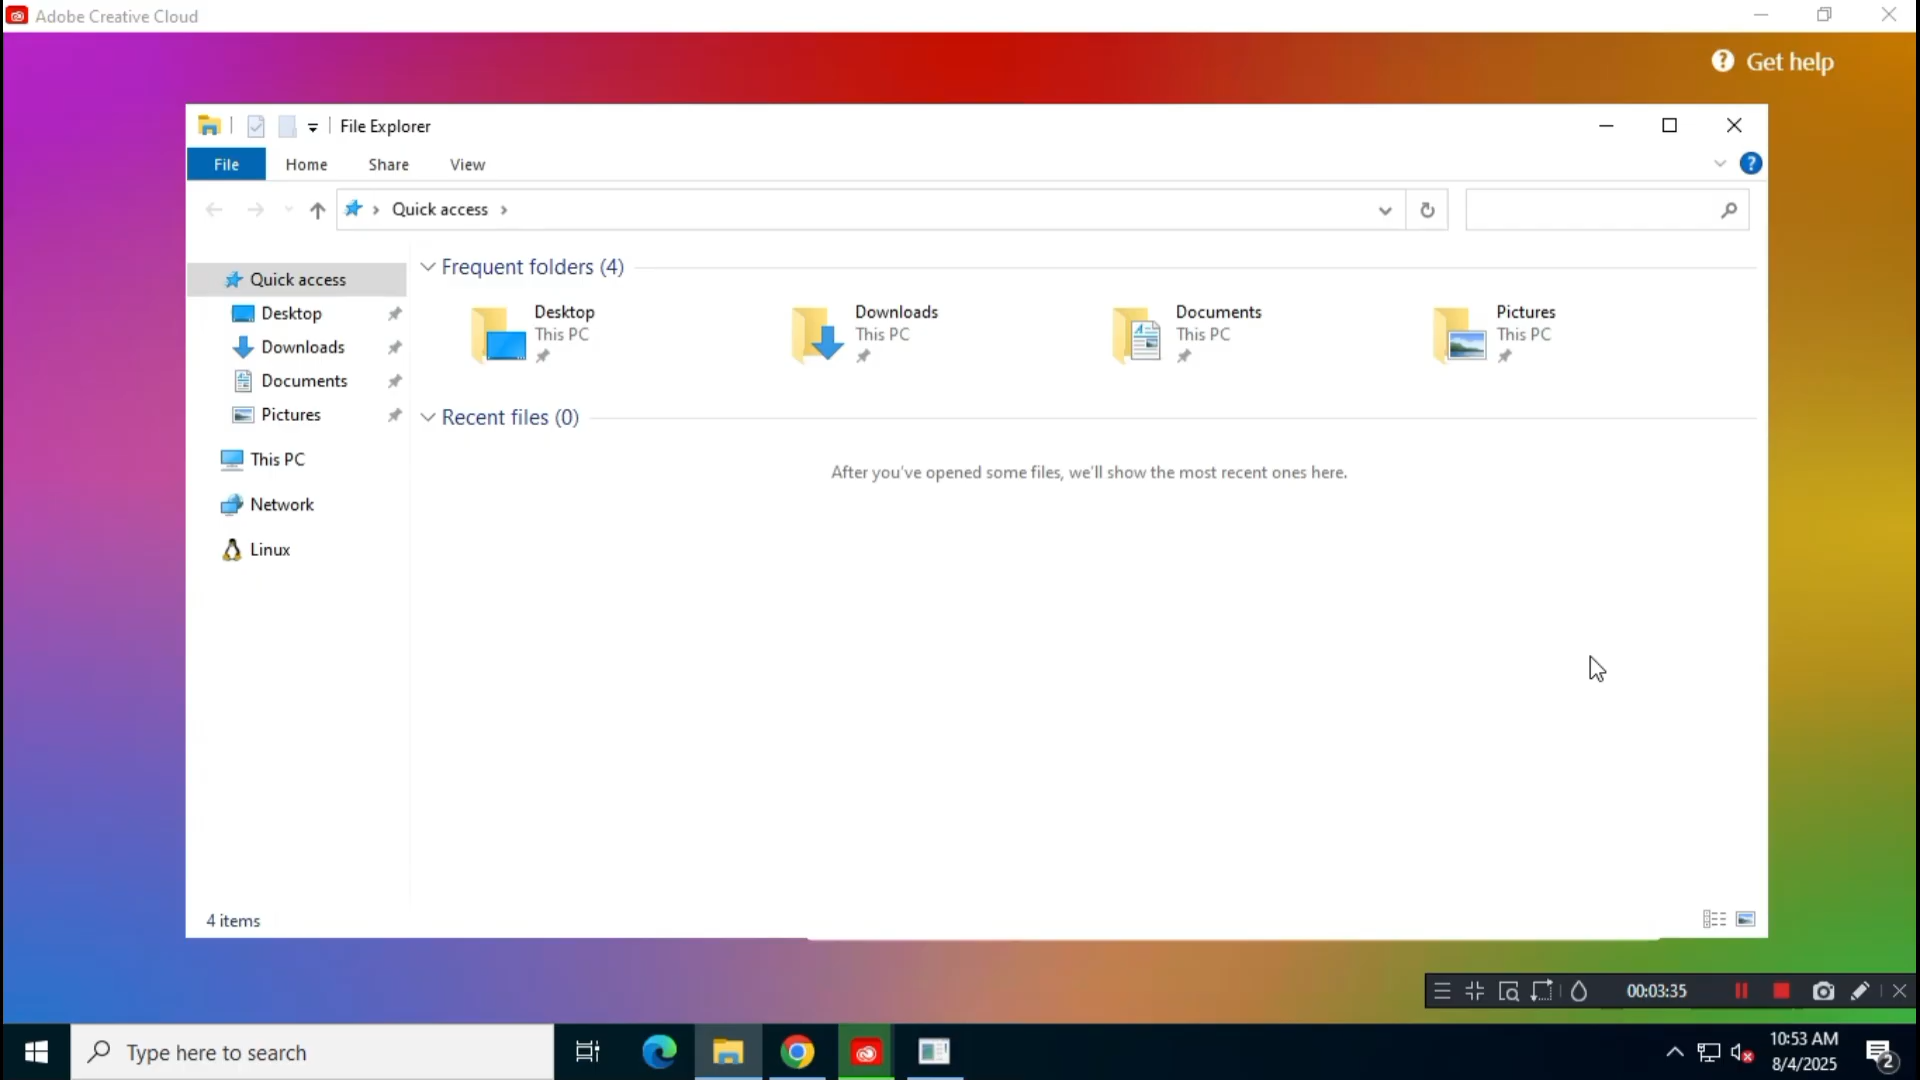 Adobe Creative Cloud
Get help
File Explorer
File Home Share View
Quick access
Quick access
Desktop
Downloads
Documents
Pictures
This PC
Network
Linux
Frequent folders (4)
Desktop
This PC
Downloads
This PC
Documents
This PC
Pictures
This PC
Recent files (0)
After you've opened some files, we'll show the most recent ones here.
4 items
00:03:35
Type here to search
10:53 AM
8/4/2025
2